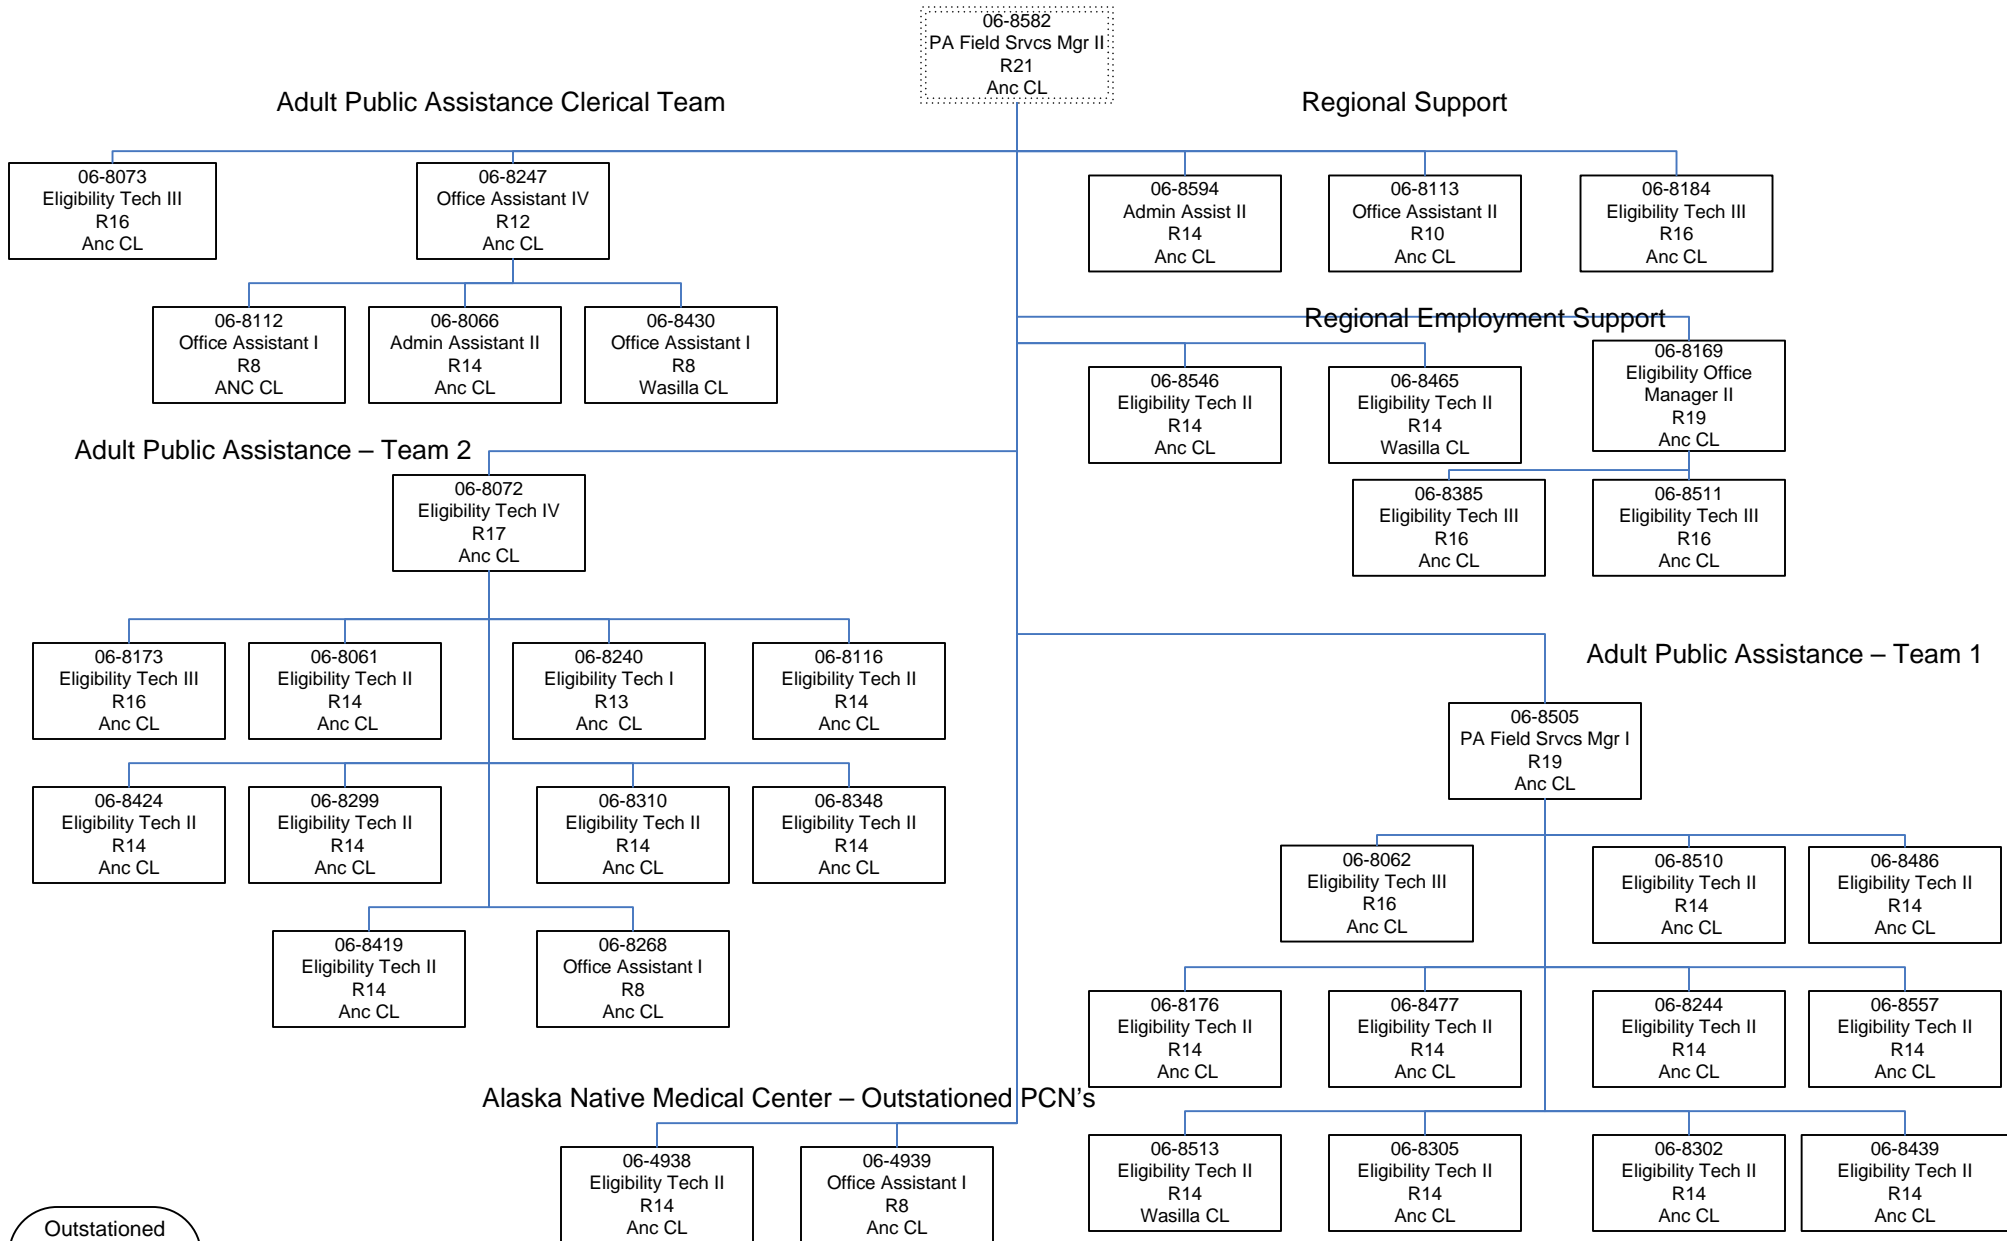 06-8582
PA Field Srvcs Mgr II
R21
Anc CL
Adult Public Assistance Clerical Team
Regional Support
06-8073
Eligibility Tech III
R16
Anc CL
06-8247
Office Assistant IV
R12
Anc CL
06-8594
Admin Assist II
R14
Anc CL
06-8113
Office Assistant II
R10
Anc CL
06-8184
Eligibility Tech III
R16
Anc CL
06-8112
Office Assistant I
R8
ANC CL
06-8066
Admin Assistant II
R14
Anc CL
06-8430
Office Assistant I
R8
Wasilla CL
Regional Employment Support
06-8546
Eligibility Tech II
R14
Anc CL
06-8465
Eligibility Tech II
R14
Wasilla CL
06-8169
Eligibility Office
Manager II
R19
Anc CL
06-8385
Eligibility Tech III
R16
Anc CL
06-8511
Eligibility Tech III
R16
Anc CL
Adult Public Assistance – Team 2
06-8072
Eligibility Tech IV
R17
Anc CL
06-8173
Eligibility Tech III
R16
Anc CL
06-8061
Eligibility Tech II
R14
Anc CL
06-8240
Eligibility Tech I
R13
Anc  CL
06-8116
Eligibility Tech II
R14
Anc CL
06-8424
Eligibility Tech II
R14
Anc CL
06-8299
Eligibility Tech II
R14
Anc CL
06-8310
Eligibility Tech II
R14
Anc CL
06-8348
Eligibility Tech II
R14
Anc CL
06-8419
Eligibility Tech II
R14
Anc CL
06-8268
Office Assistant I
R8
Anc CL
Adult Public Assistance – Team 1
06-8505
PA Field Srvcs Mgr I
R19
Anc CL
06-8062
Eligibility Tech III
R16
Anc CL
06-8510
Eligibility Tech II
R14
Anc CL
06-8486
Eligibility Tech II
R14
Anc CL
06-8176
Eligibility Tech II
R14
Anc CL
06-8477
Eligibility Tech II
R14
Anc CL
06-8244
Eligibility Tech II
R14
Anc CL
06-8557
Eligibility Tech II
R14
Anc CL
06-8513
Eligibility Tech II
R14
Wasilla CL
06-8305
Eligibility Tech II
R14
Anc CL
06-8302
Eligibility Tech II
R14
Anc CL
06-8439
Eligibility Tech II
R14
Anc CL
Alaska Native Medical Center – Outstationed PCN’s
06-4938
Eligibility Tech II
R14
Anc CL
06-4939
Office Assistant I
R8
Anc CL
Outstationed